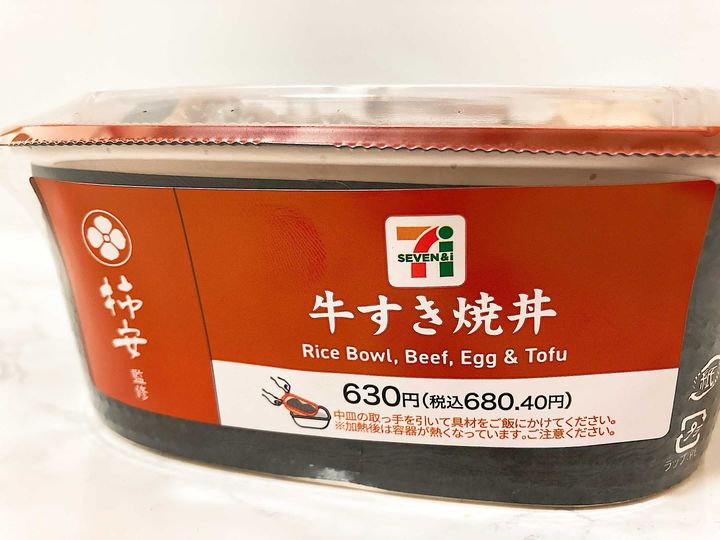 柿安
監修
SEVEN&i
牛すき焼丼
Rice Bowl, Beef, Egg & Tofu
630円(税込680.40円)
中皿の取っ手を引いて具材をご飯にかけてください。
※加熱後は容器が熱くなっています。ご注意ください。
紙
プラ